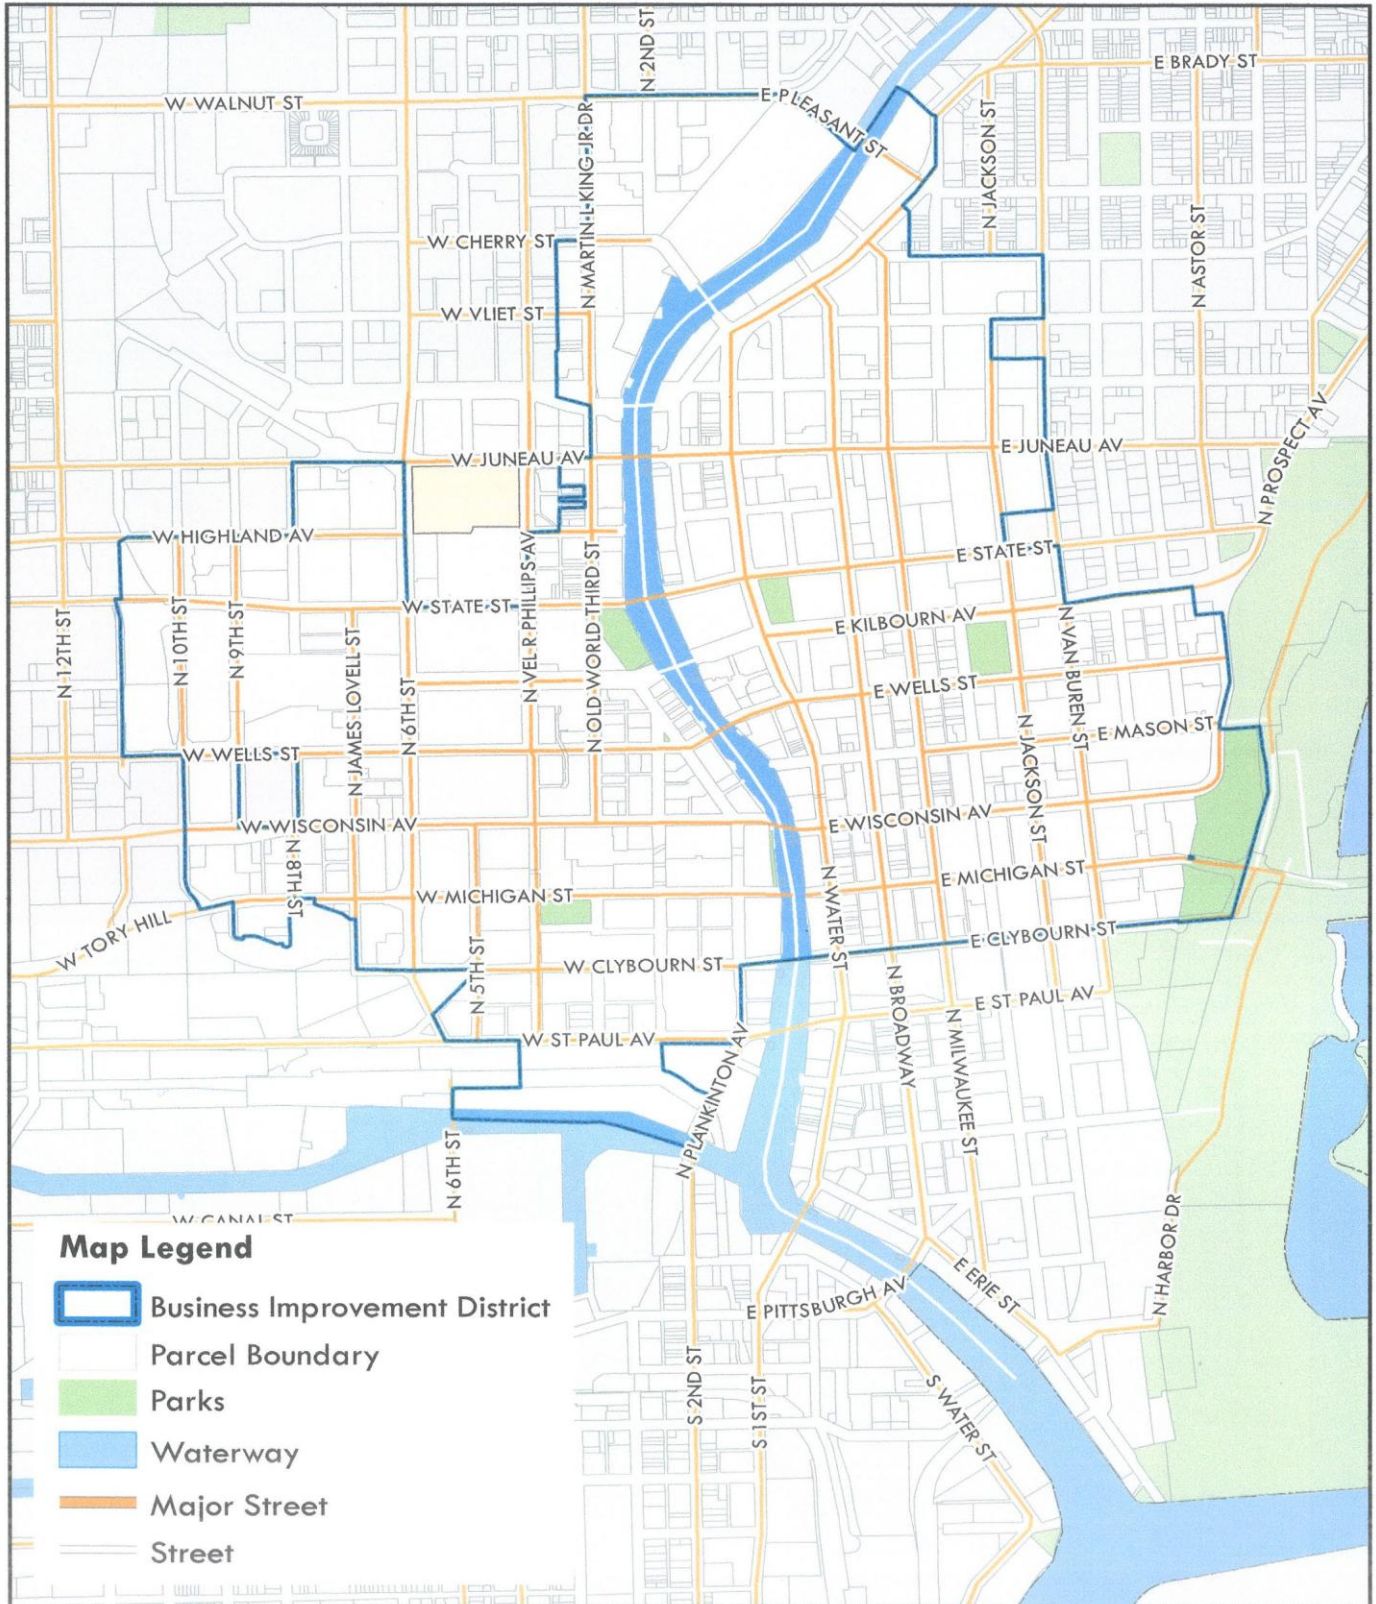 N 2ND ST
E BRADY ST
W WALNUT ST
E PLEASANT ST
N JACKSON ST
N MARTIN L KING JR DR
W CHERRY ST
N ASTOR ST
W VLIET ST
W JUNEAU AV
E JUNEAU AV
N PROSPECT AV
W HIGHLAND AV
E STATE ST
N VEL R PHILLIPS AV
N OLD WORLD THIRD ST
W STATE ST
N 12TH ST
N 10TH ST
N 9TH ST
N JAMES LOVELL ST
N 6TH ST
E KILBOURN AV
N VAN BUREN ST
E WELLS ST
N JACKSON ST
E MASON ST
W WELLS ST
W WISCONSIN AV
E WISCONSIN AV
N 8TH ST
W MICHIGAN ST
E MICHIGAN ST
N WATER ST
W TORY HILL
E CLYBOURN ST
N 5TH ST
W CLYBOURN ST
N BROADWAY
E ST PAUL AV
N MILWAUKEE ST
W ST PAUL AV
N PLANKINTON AV
N 6TH ST
W CANAL ST
N HARBOR DR
E ERIE ST
E PITTSBURGH AV
S 2ND ST
S 1ST ST
S WATER ST
Map Legend
Business Improvement District
Parcel Boundary
Parks
Waterway
Major Street
Street